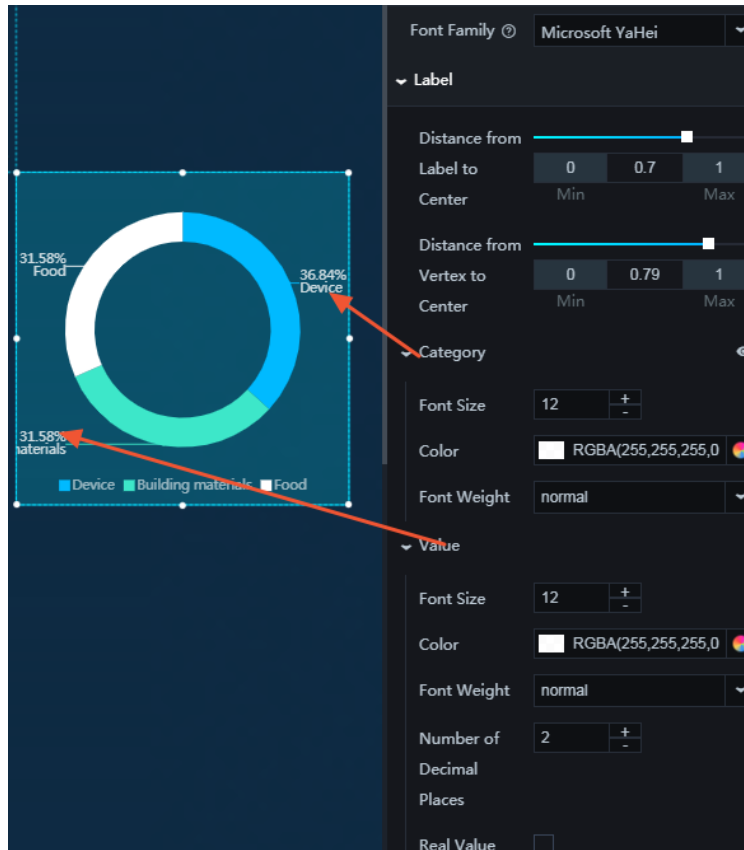 31.58%
Food
36.84%
Device
31.58%
aterials
Device Building materials Food
Font Family ?
Microsoft YaHei
Label
Distance from
Label to
Center
0 0.7 1
Min Max
Distance from
Vertex to
Center
0 0.79 1
Min Max
Category
Font Size
12 + -
Color
RGBA(255,255,255,0
Font Weight
normal
Value
Font Size
12 + -
Color
RGBA(255,255,255,0
Font Weight
normal
Number of
Decimal
Places
2 + -
Real Value